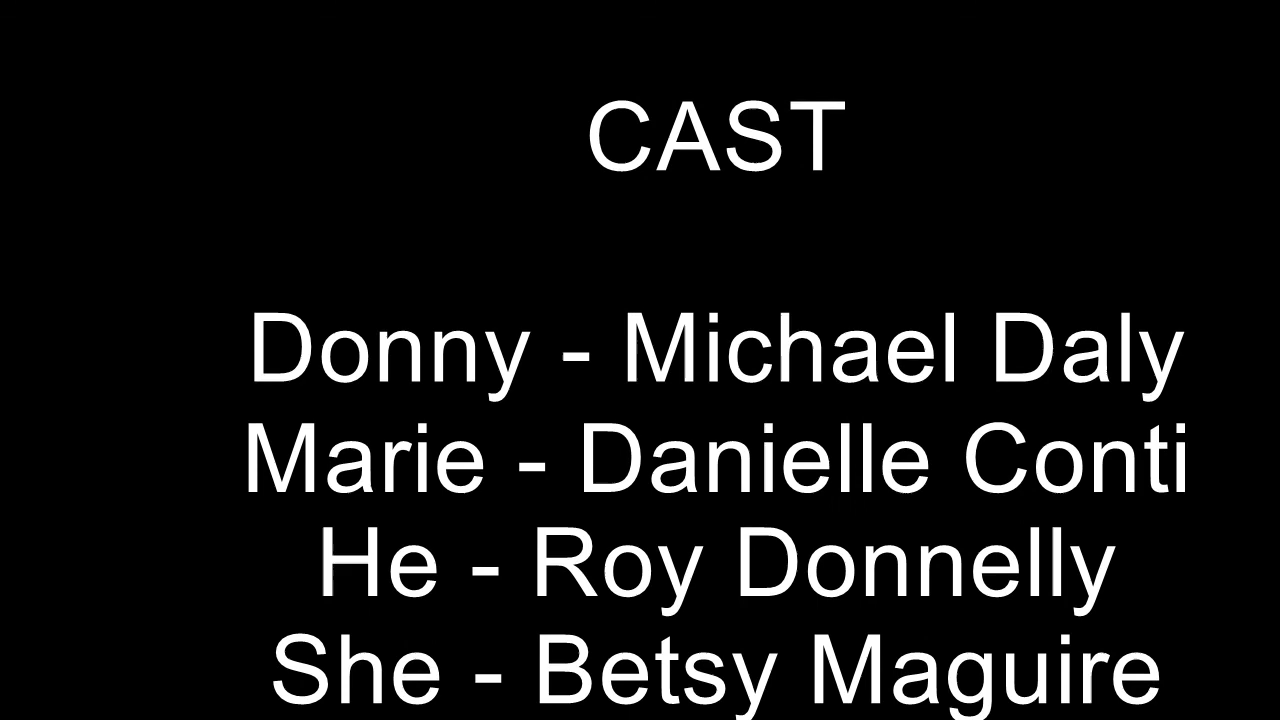 CAST
Donny - Michael Daly
Marie - Danielle Conti
He - Roy Donnelly
She - Betsy Maguire